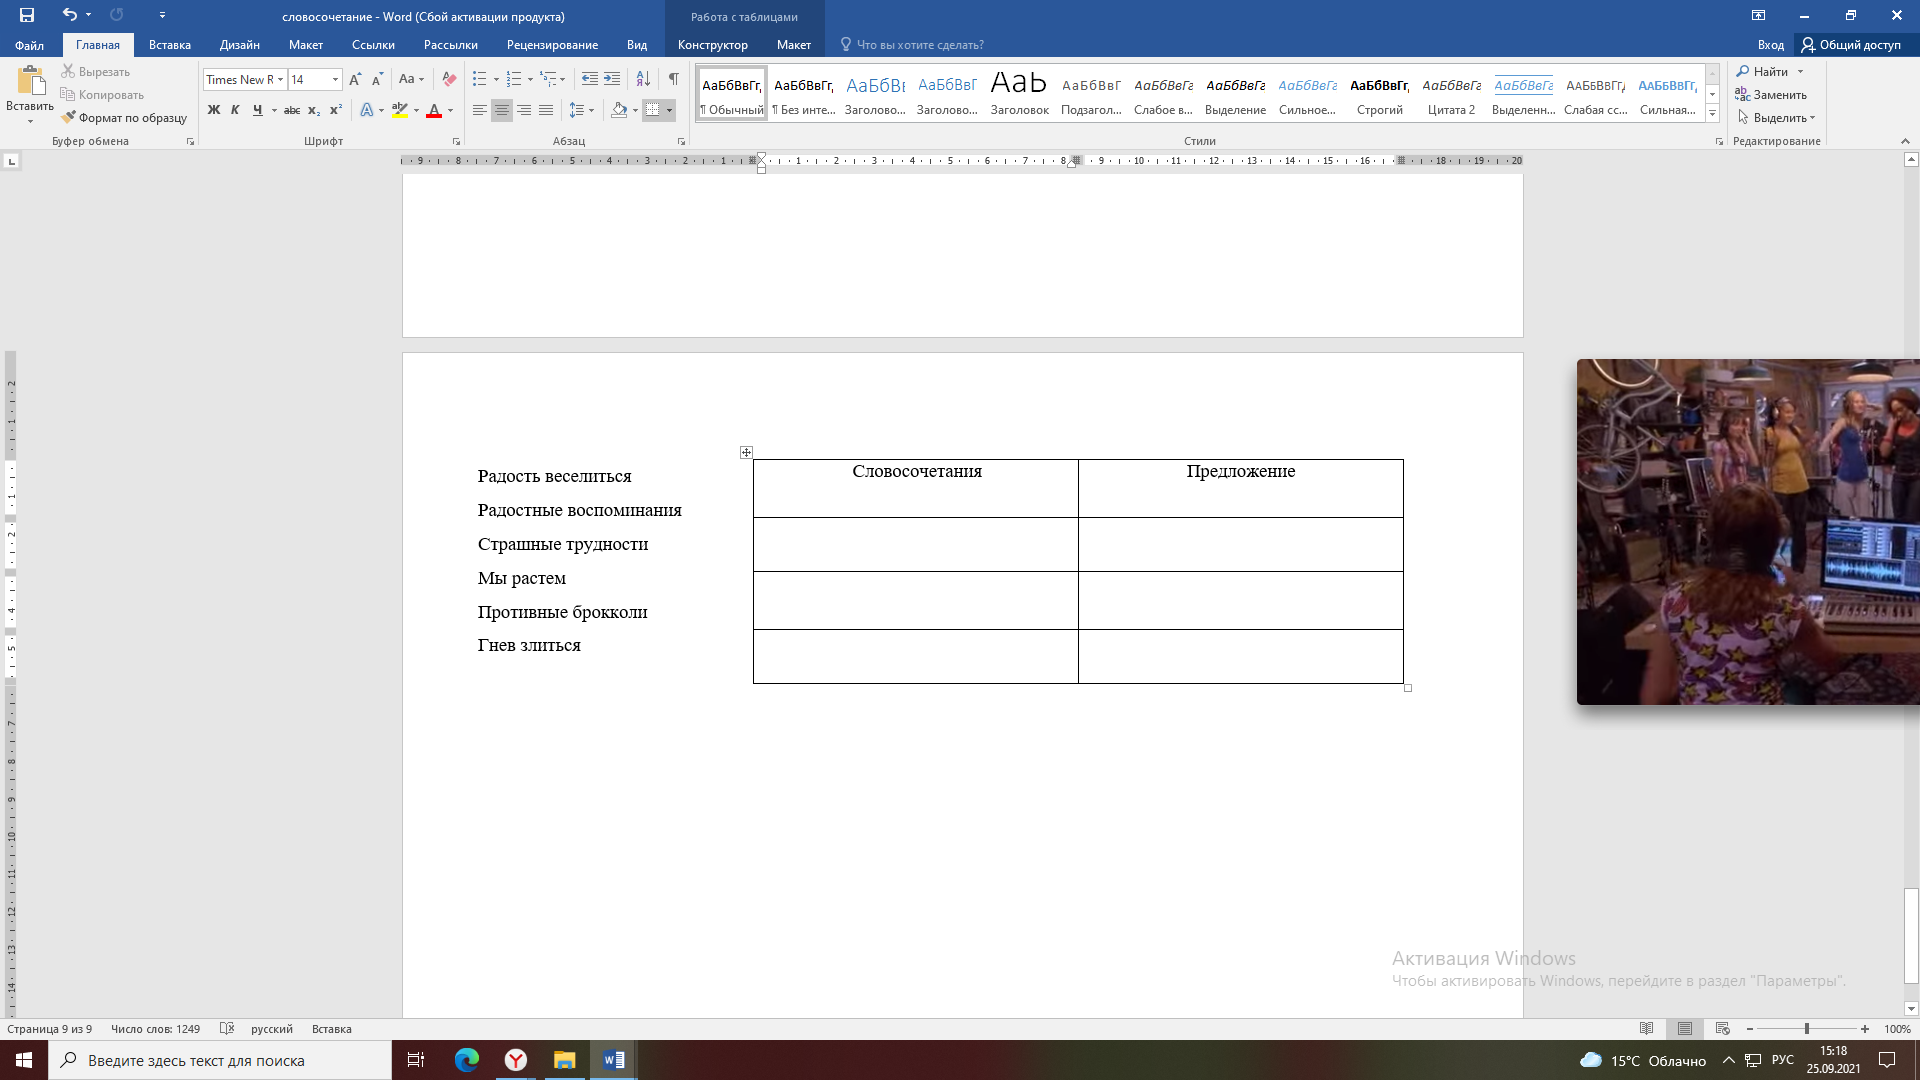 словосочетание - Word (Сбой активации продукта)
Работа с таблицами
Файл
Главная
Вставка
Дизайн
Макет
Ссылки
Рассылки
Рецензирование
Вид
Конструктор
Макет
Что вы хотите сделать?
Вход
Общий доступ
Вставить
Вырезать
Копировать
Формат по образцу
Буфер обмена
Times New R
14
Шрифт
Абзац
АаБбВвГг,
АаБбВвГг,
АаБбВв
АаБбВвГ
АаЬ
АаБбВвГ
АаБбВвГг
АаБбВвГг
АаБбВвГг
АаБбВвГг,
АаБбВвГг
АаБбВвГг
ААББВВГГД
ААББВВГГ,
¶ Обычный
¶ Без инте...
Заголово...
Заголово...
Заголовок
Подзагол...
Слабое в...
Выделение
Сильное...
Строгий
Цитата 2
Выделенн...
Слабая сс...
Сильная...
Стили
Найти
Заменить
Выделить
Редактирование
Радость веселиться
Радостные воспоминания
Страшные трудности
Мы растем
Противные брокколи
Гнев злиться
Словосочетания
Предложение
Активация Windows
Чтобы активировать Windows, перейдите в раздел "Параметры".
Страница 9 из 9
Число слов: 1249
русский
Вставка
100%
Введите здесь текст для поиска
15°C Облачно
РУС
15:18
25.09.2021